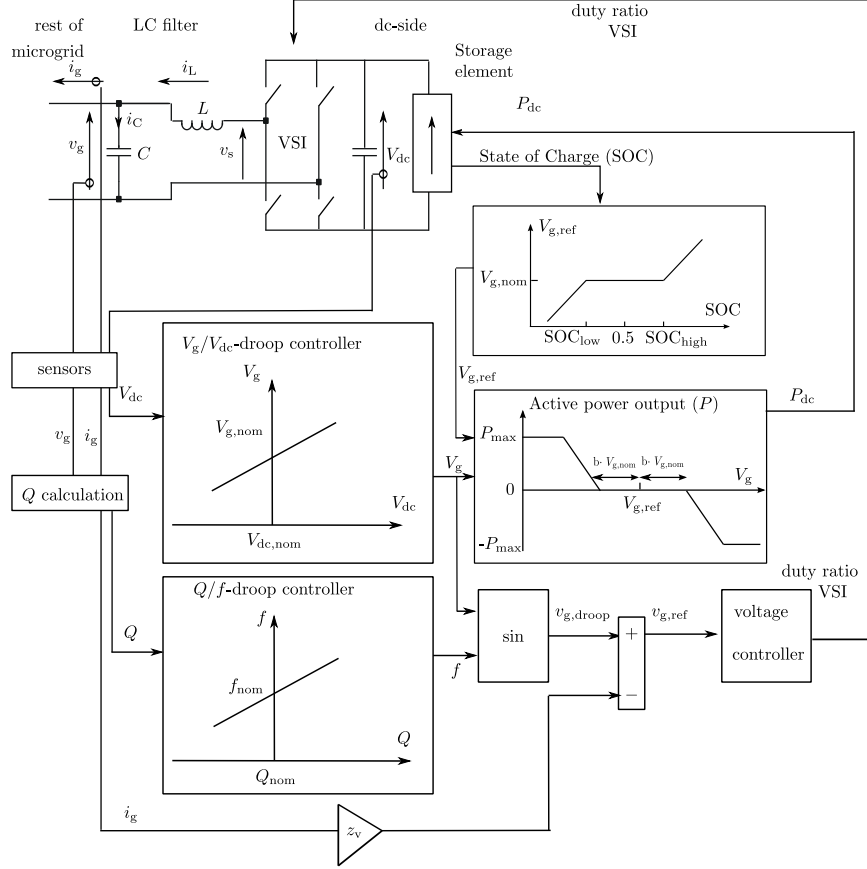 duty ratio
VSI
rest of
microgrid
LC filter
dc-side
Storage
element
i_g
i_L
L
i_C
v_g
C
v_s
VSI
V_dc
P_dc
State of Charge (SOC)
V_g,ref
V_g,nom
SOC
SOC_low 0.5 SOC_high
V_g/V_dc-droop controller
V_g
V_g,nom
V_dc
V_dc,nom
sensors
V_dc
v_g i_g
V_g,ref
V_g
Active power output (P)
P_dc
P_max
b· V_g,nom b· V_g,nom
V_g
0
V_g,ref
-P_max
Q calculation
Q/f-droop controller
f
f_nom
Q
Q_nom
Q
f
sin
v_g,droop
+
−
v_g,ref
duty ratio
VSI
voltage
controller
i_g
z_v